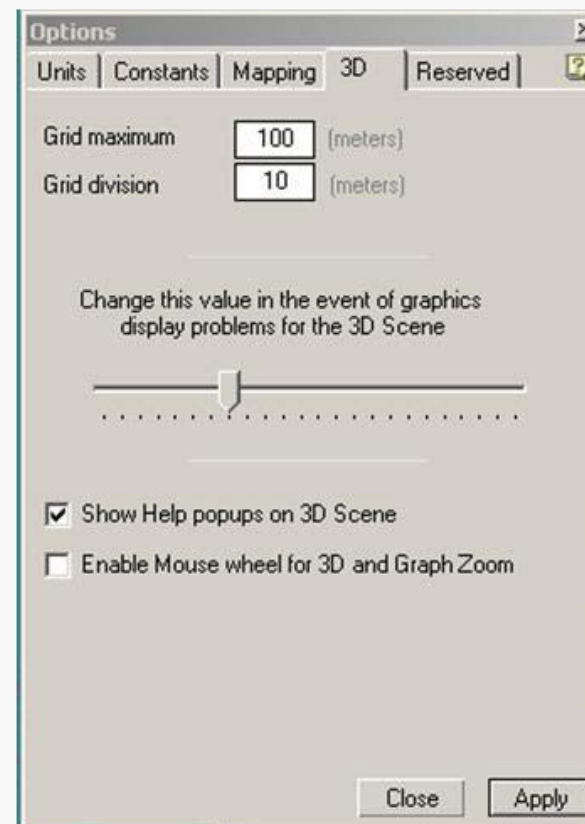 Options
Units Constants Mapping 3D Reserved
Grid maximum 100 (meters)
Grid division 10 (meters)
Change this value in the event of graphics
display problems for the 3D Scene
Show Help popups on 3D Scene
Enable Mouse wheel for 3D and Graph Zoom
Close Apply